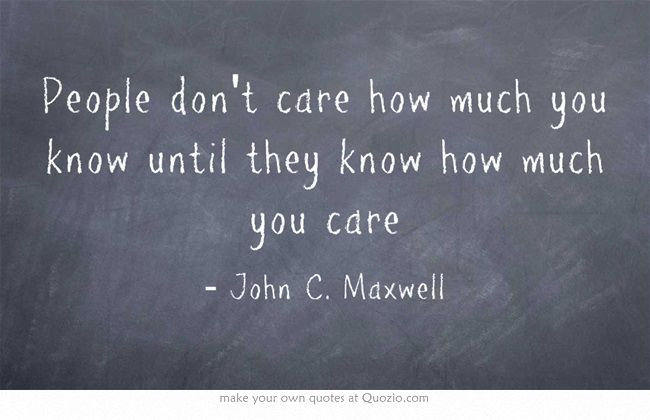 People don't care how much you
know until they know how much
you care
- John C. Maxwell
make your own quotes at Quozio.com